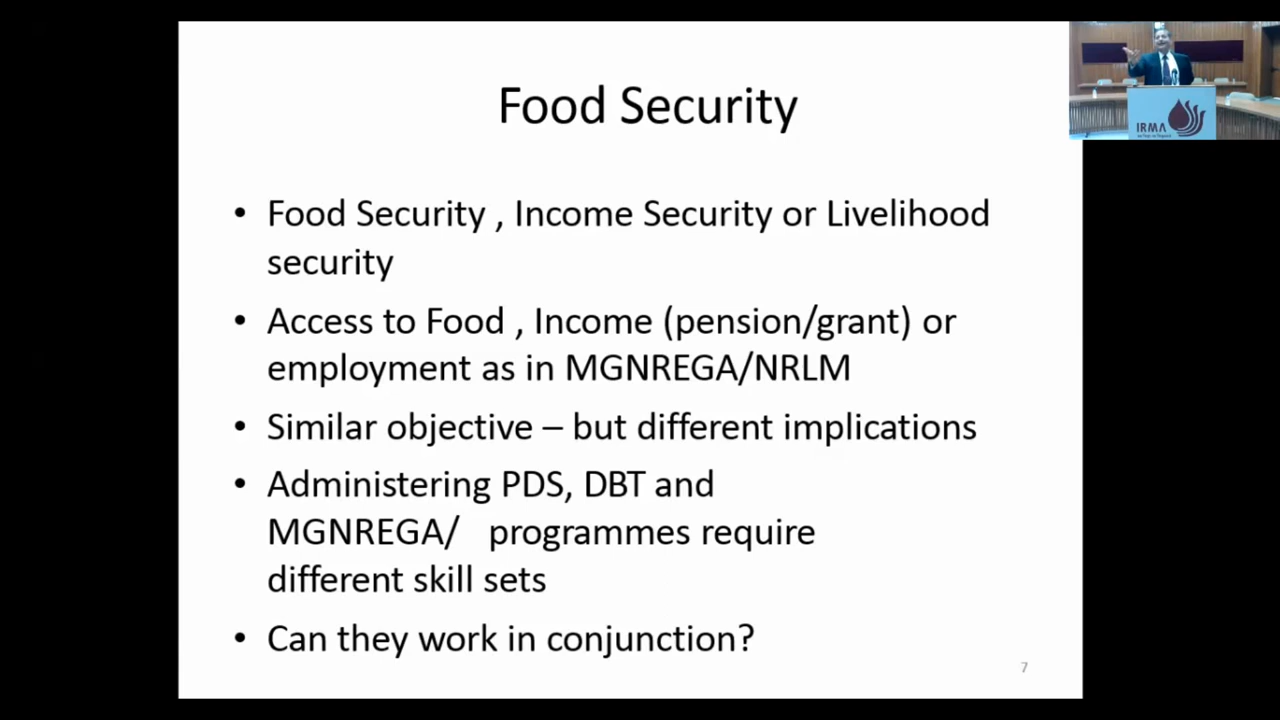 Food Security
• Food Security , Income Security or Livelihood
security
• Access to Food , Income (pension/grant) or
employment as in MGNREGA/NRLM
• Similar objective – but different implications
• Administering PDS, DBT and
MGNREGA/ programmes require
different skill sets
• Can they work in conjunction?
7
IRMA